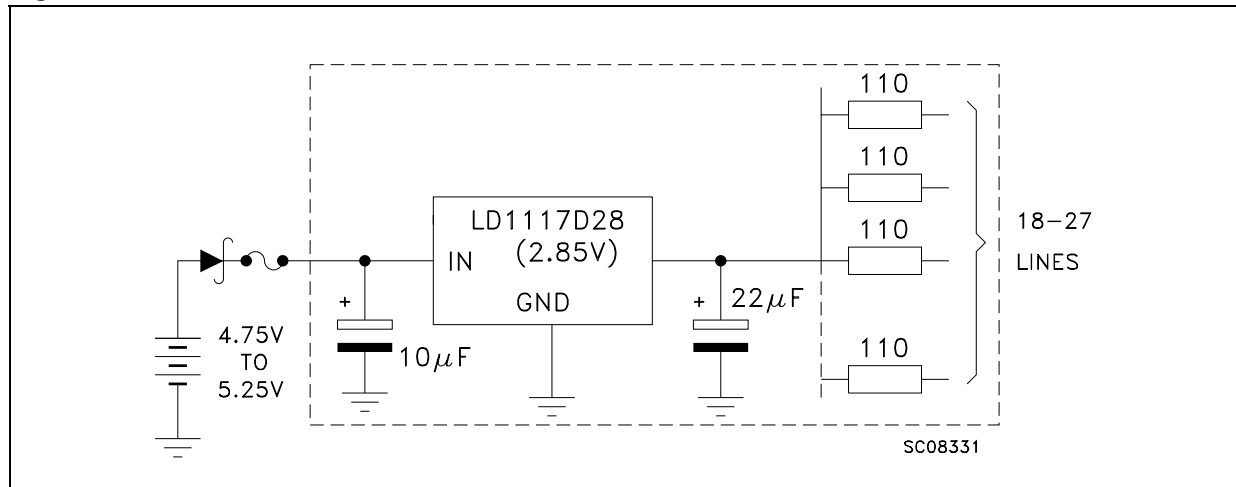 110
110
LD1117D28
(2.85V)
110
18-27
LINES
IN
GND
+
+
22μF
4.75V
TO
5.25V
10μF
110
SC08331